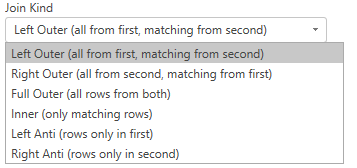 Join Kind
Left Outer (all from first, matching from second)
Left Outer (all from first, matching from second)
Right Outer (all from second, matching from first)
Full Outer (all rows from both)
Inner (only matching rows)
Left Anti (rows only in first)
Right Anti (rows only in second)